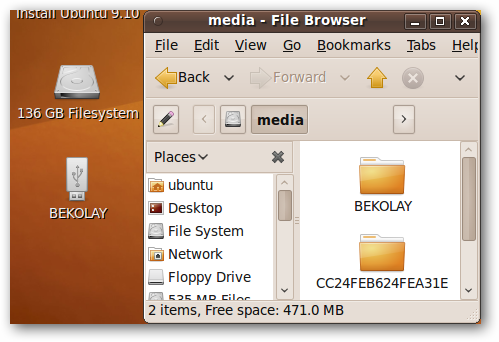 Install Ubuntu 9.10
136 GB Filesystem
BEKOLAY
media - File Browser
File Edit View Go Bookmarks Tabs Help
Back Forward
media
Places
ubuntu
Desktop
File System
Network
Floppy Drive
535 MB Files
BEKOLAY
CC24FEB624FEA31E
2 items, Free space: 471.0 MB